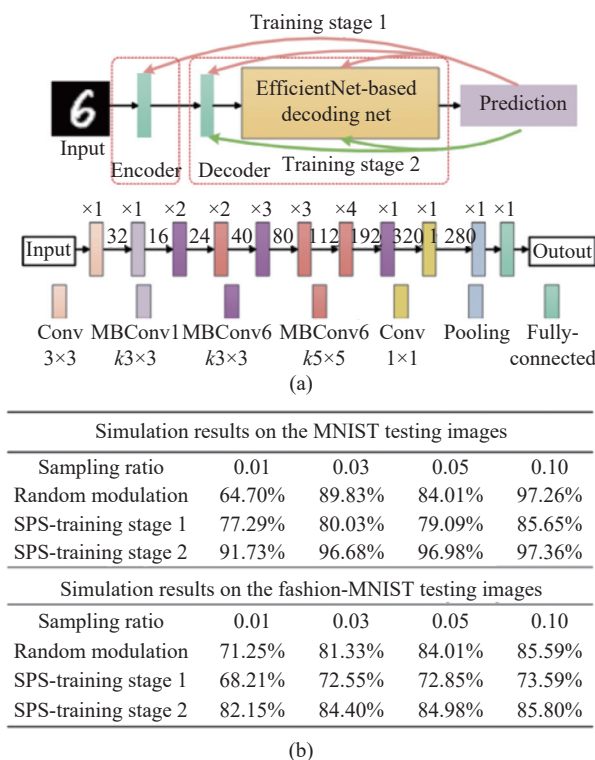 Training stage 1
6
EfficientNet-based
decoding net
Prediction
Input
Encoder
Decoder
Training stage 2
×1 ×1 ×2 ×2 ×3 ×3 ×4 ×1 ×1 ×1 ×1
Input 32 16 24 40 80 112 192 320 1 280 Outout
Conv MBConv1 MBConv6 MBConv6 Conv Pooling Fully-
3×3 k3×3 k3×3 k5×5 1×1 connected
(a)
Simulation results on the MNIST testing images
Sampling ratio 0.01 0.03 0.05 0.10
Random modulation 64.70% 89.83% 84.01% 97.26%
SPS-training stage 1 77.29% 80.03% 79.09% 85.65%
SPS-training stage 2 91.73% 96.68% 96.98% 97.36%
Simulation results on the fashion-MNIST testing images
Sampling ratio 0.01 0.03 0.05 0.10
Random modulation 71.25% 81.33% 84.01% 85.59%
SPS-training stage 1 68.21% 72.55% 72.85% 73.59%
SPS-training stage 2 82.15% 84.40% 84.98% 85.80%
(b)